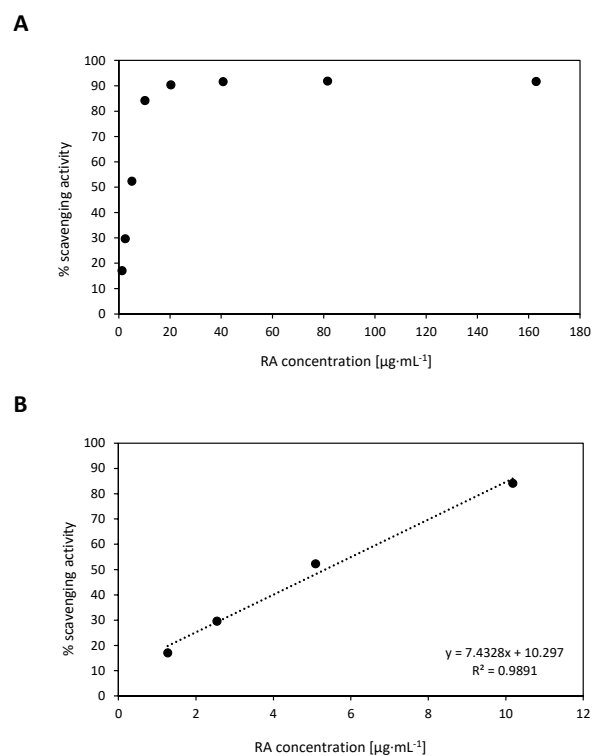 A
100
90
80
70
60
50
40
30
20
10
0
% scavenging activity
0 20 40 60 80 100 120 140 160 180
RA concentration [µg·mL⁻¹]
B
100
90
80
70
60
50
40
30
20
10
0
% scavenging activity
y = 7.4328x + 10.297
R² = 0.9891
0 2 4 6 8 10 12
RA concentration [µg·mL⁻¹]